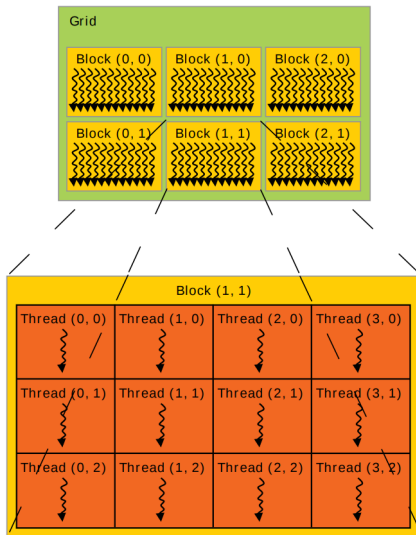 Grid
Block (0, 0) Block (1, 0) Block (2, 0)
Block (0, 1) Block (1, 1) Block (2, 1)
Block (1, 1)
Thread (0, 0) Thread (1, 0) Thread (2, 0) Thread (3, 0)
Thread (0, 1) Thread (1, 1) Thread (2, 1) Thread (3, 1)
Thread (0, 2) Thread (1, 2) Thread (2, 2) Thread (3, 2)